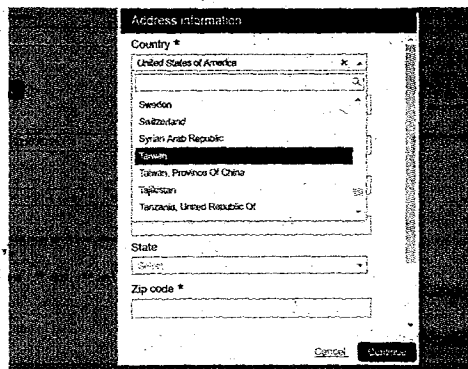 Address information
Country *
United States of America
Sweden
Switzerland
Syrian Arab Republic
Taiwan
Taiwan, Province Of China
Tajikistan
Tanzania, United Republic Of
State
Select
Zip code *
Cancel Continue